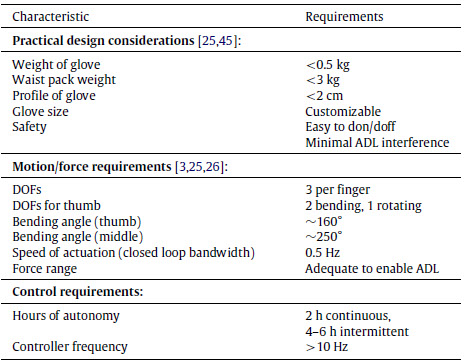 Characteristic Requirements
Practical design considerations [25,45]:
Weight of glove <0.5 kg
Waist pack weight <3 kg
Profile of glove <2 cm
Glove size Customizable
Safety Easy to don/doff
Minimal ADL interference
Motion/force requirements [3,25,26]:
DOFs 3 per finger
DOFs for thumb 2 bending, 1 rotating
Bending angle (thumb) ∼160°
Bending angle (middle) ∼250°
Speed of actuation (closed loop bandwidth) 0.5 Hz
Force range Adequate to enable ADL
Control requirements:
Hours of autonomy 2 h continuous,
4–6 h intermittent
Controller frequency >10 Hz